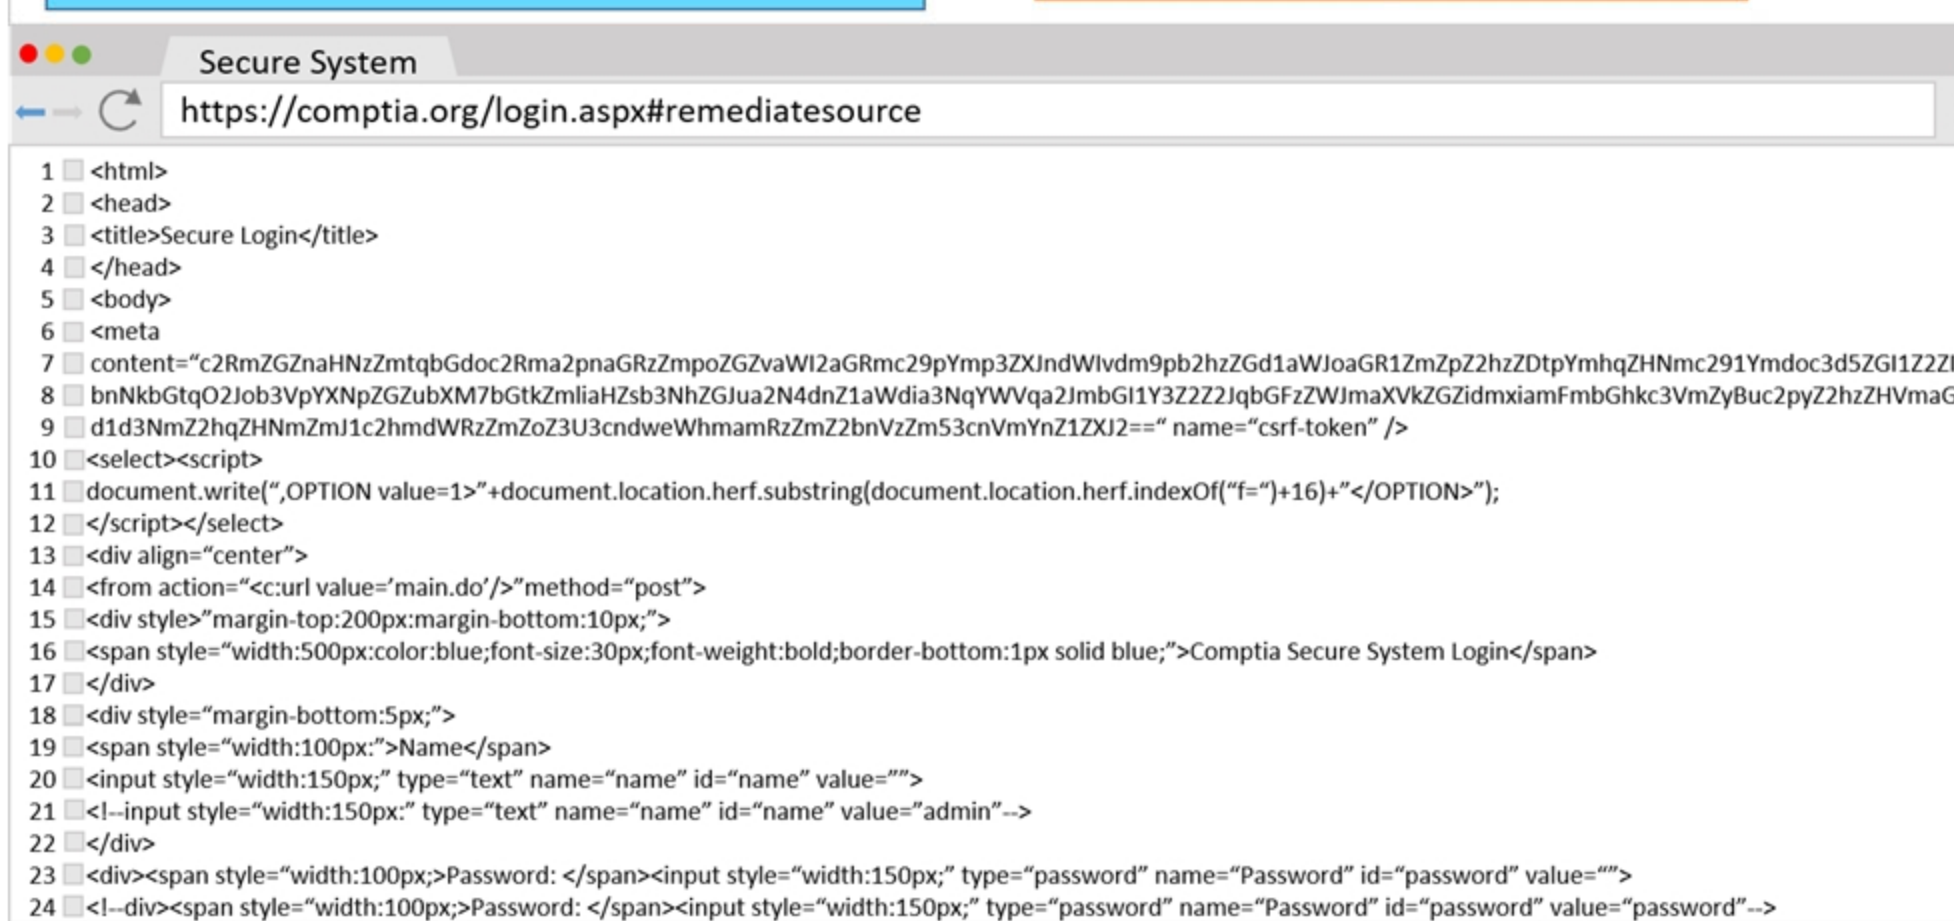 Secure System
https://comptia.org/login.aspx#remediatesource
1 <html>
2 <head>
3 <title>Secure Login</title>
4 </head>
5 <body>
6 <meta
7 content=“c2RmZGZnaHNzZmtqbGdoc2Rma2pnaGRzZmpoZGZvaWI2aGRmc29pYmp3ZXJndWIvdm9pb2hzZGd1aWJoaGR1ZmZpZ2hzZDtpYmhqZHNmc291Ymdoc3d5ZGI1Z2Zl
8 bnNkbGtqO2Job3VpYXNpZGZubXM7bGtkZmliaHZsb3NhZGJua2N4dnZ1aWdia3NqYWVqa2JmbGI1Y3Z2Z2JqbGFzZWJmaXVkZGZidmxiamFmbGhkc3VmZyBuc2pyZ2hzZHVmaG
9 d1d3NmZ2hqZHNmZmJ1c2hmdWRzZmZoZ3U3cndweWhmamRzZmZ2bnVzZm53cnVmYnZ1ZXJ2==“ name=“csrf-token” />
10 <select><script>
11 document.write(“,OPTION value=1>”+document.location.herf.substring(document.location.herf.indexOf(“f=“)+16)+”</OPTION>”);
12 </script></select>
13 <div align=“center”>
14 <from action=“<c:url value=’main.do’/>”method=“post”>
15 <div style>”margin-top:200px:margin-bottom:10px;”>
16 <span style=“width:500px:color:blue;font-size:30px;font-weight:bold;border-bottom:1px solid blue;”>Comptia Secure System Login</span>
17 </div>
18 <div style=“margin-bottom:5px;”>
19 <span style=“width:100px:”>Name</span>
20 <input style=“width:150px;” type=“text” name=“name” id=“name” value=””>
21 <!--input style=“width:150px:” type=“text” name=“name” id=“name” value=”admin”-->
22 </div>
23 <div><span style=“width:100px;>Password: </span><input style=“width:150px;” type=“password” name=“Password” id=“password” value=“”>
24 <!--div><span style=“width:100px;>Password: </span><input style=“width:150px;” type=“password” name=“Password” id=“password” value=“password”-->